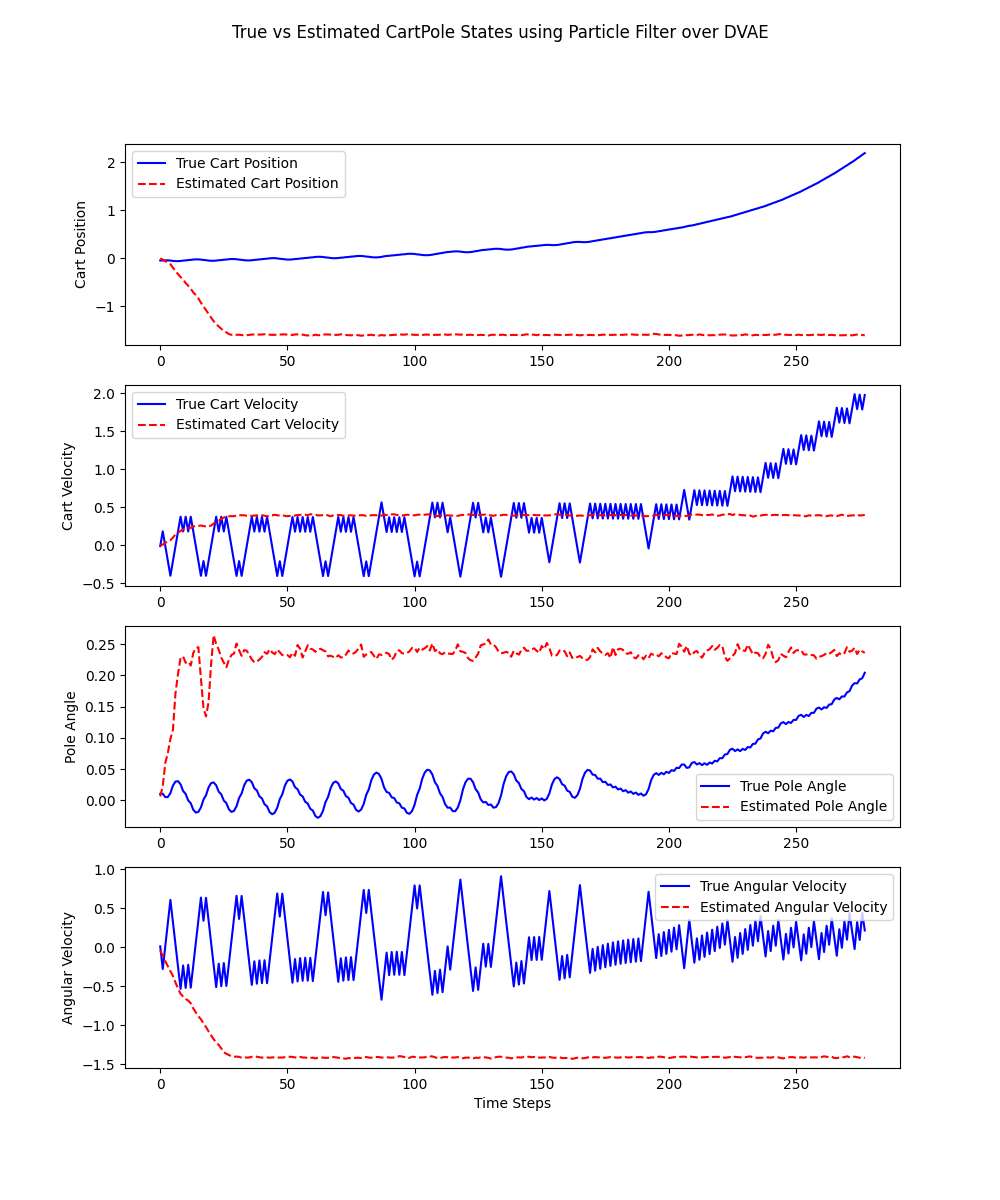 True vs Estimated CartPole States using Particle Filter over DVAE
True Cart Position
Estimated Cart Position
Cart Position
2
1
0
−1
0 50 100 150 200 250
True Cart Velocity
Estimated Cart Velocity
Cart Velocity
2.0
1.5
1.0
0.5
0.0
−0.5
0 50 100 150 200 250
Pole Angle
0.25
0.20
0.15
0.10
0.05
0.00
True Pole Angle
Estimated Pole Angle
0 50 100 150 200 250
True Angular Velocity
Estimated Angular Velocity
Angular Velocity
1.0
0.5
0.0
−0.5
−1.0
−1.5
0 50 100 150 200 250
Time Steps